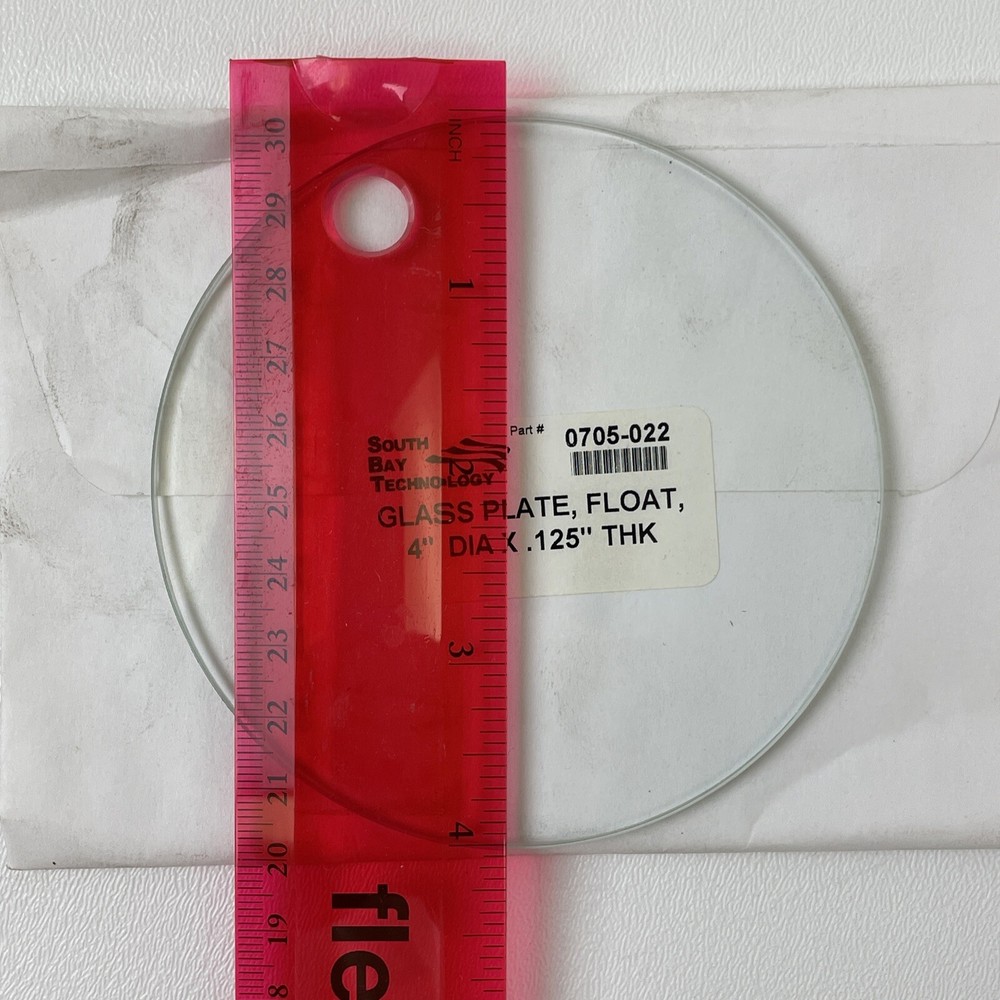 30
29
28
27
26
25
24
23
22
21
20
19
8
INCH
1
2
3
4
fle
SOUTH
BAY
TECHNOLOGY
Part #
0705-022
GLASS PLATE, FLOAT,
4" DIA X .125" THK